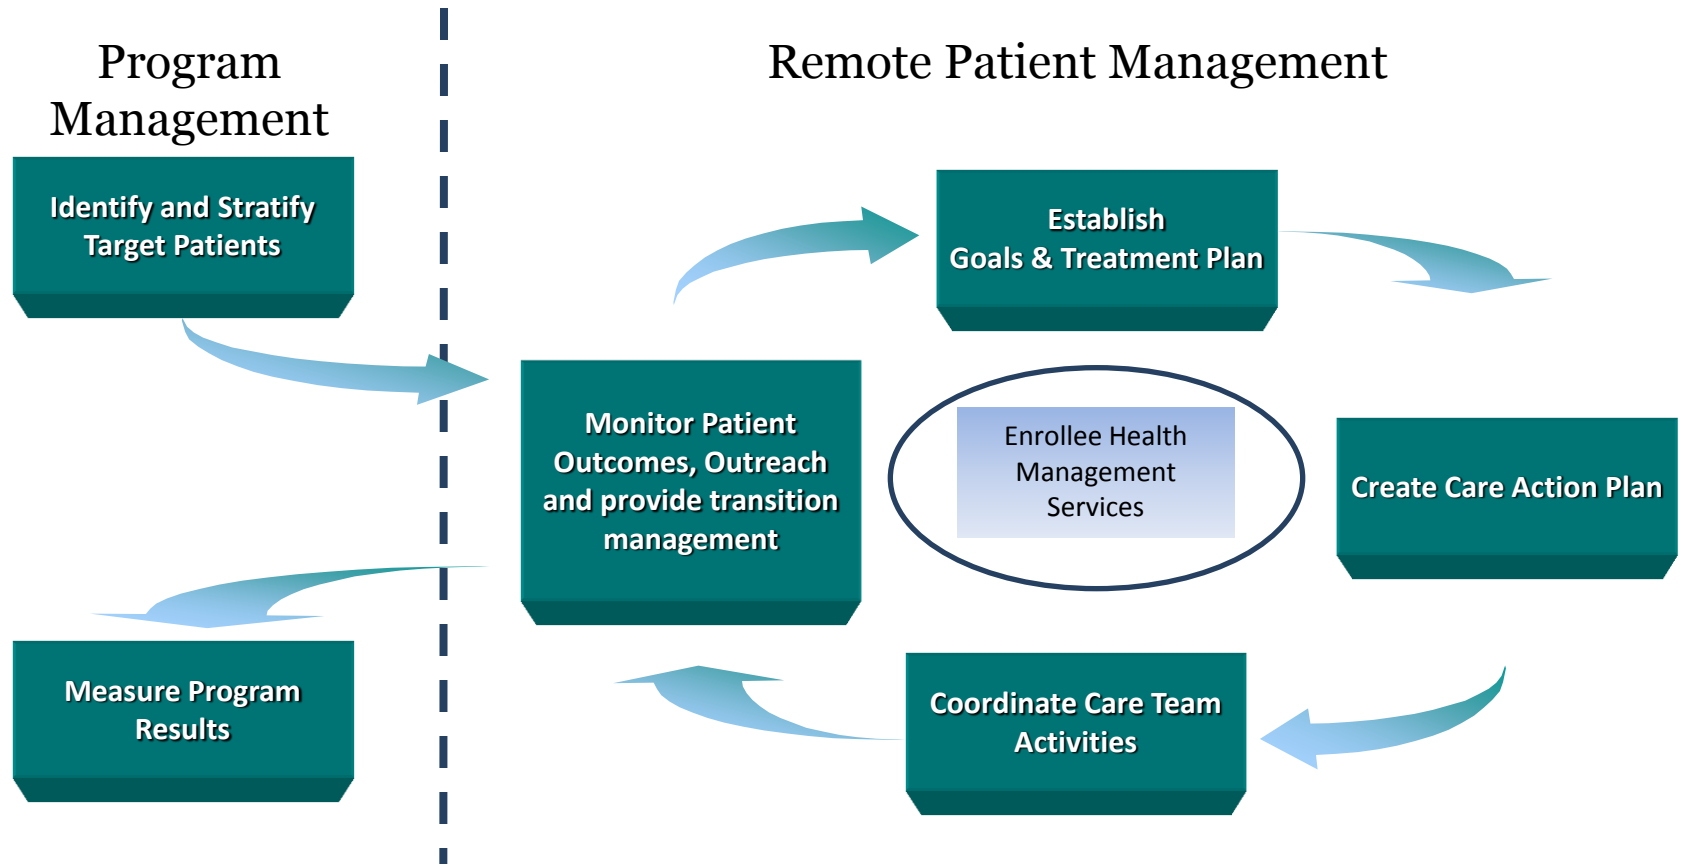 Program
Management
Remote Patient Management
Identify and Stratify
Target Patients
Establish
Goals & Treatment Plan
Monitor Patient
Outcomes, Outreach
and provide transition
management
Enrollee Health
Management
Services
Create Care Action Plan
Measure Program
Results
Coordinate Care Team
Activities